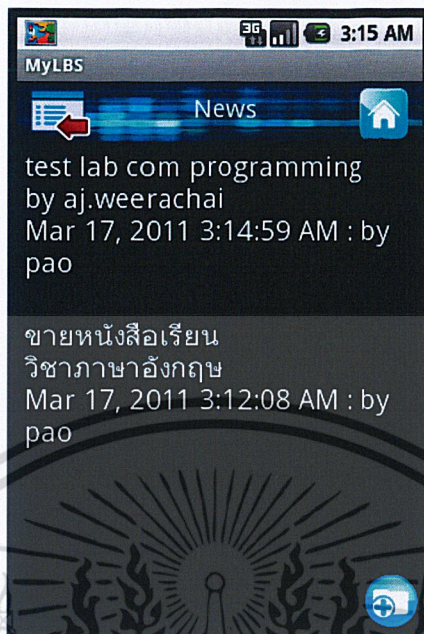 3G 3:15 AM
MyLBS
News
test lab com programming
by aj.weerachai
Mar 17, 2011 3:14:59 AM : by
pao
ขายหนังสือเรียน
วิชาภาษาอังกฤษ
Mar 17, 2011 3:12:08 AM : by
pao